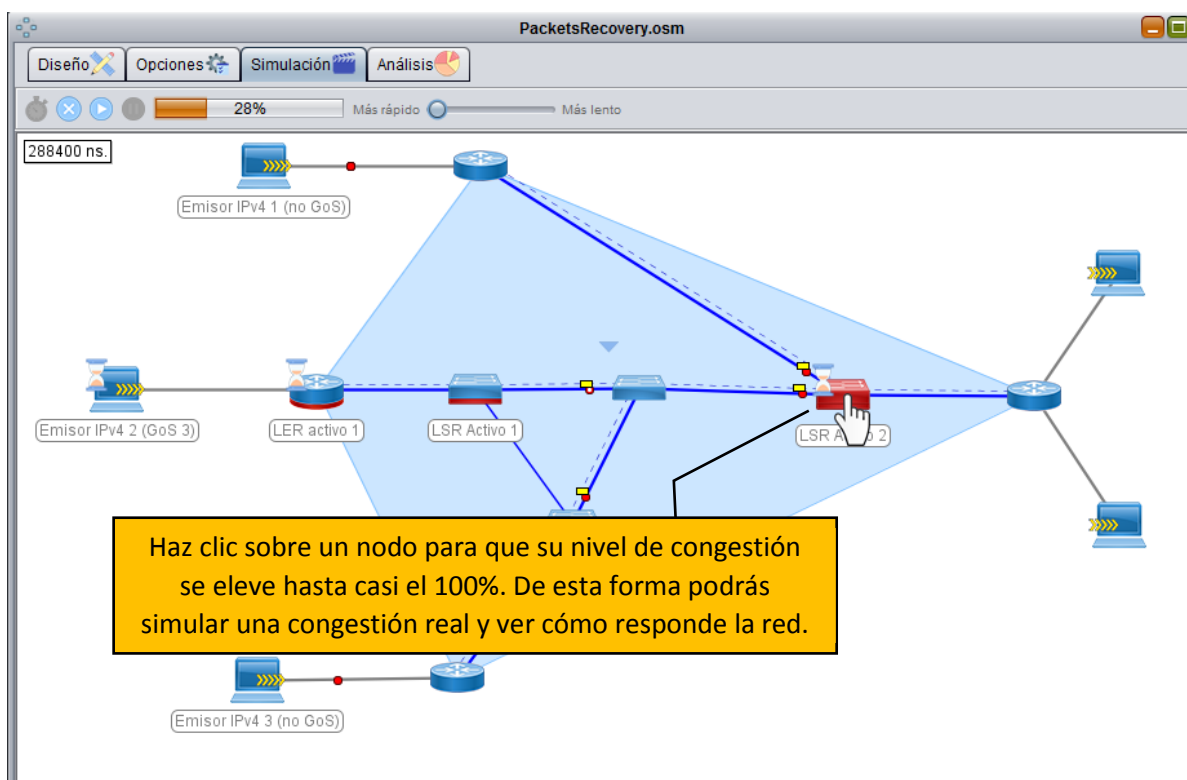 PacketsRecovery.osm
Diseño Opciones Simulación Análisis
28% Más rápido Más lento
288400 ns.
Emisor IPv4 1 (no GoS)
Emisor IPv4 2 (GoS 3) LER activo 1 LSR Activo 1 LSR Activo 2
Haz clic sobre un nodo para que su nivel de congestión
se eleve hasta casi el 100%. De esta forma podrás
simular una congestión real y ver cómo responde la red.
Emisor IPv4 3 (no GoS)